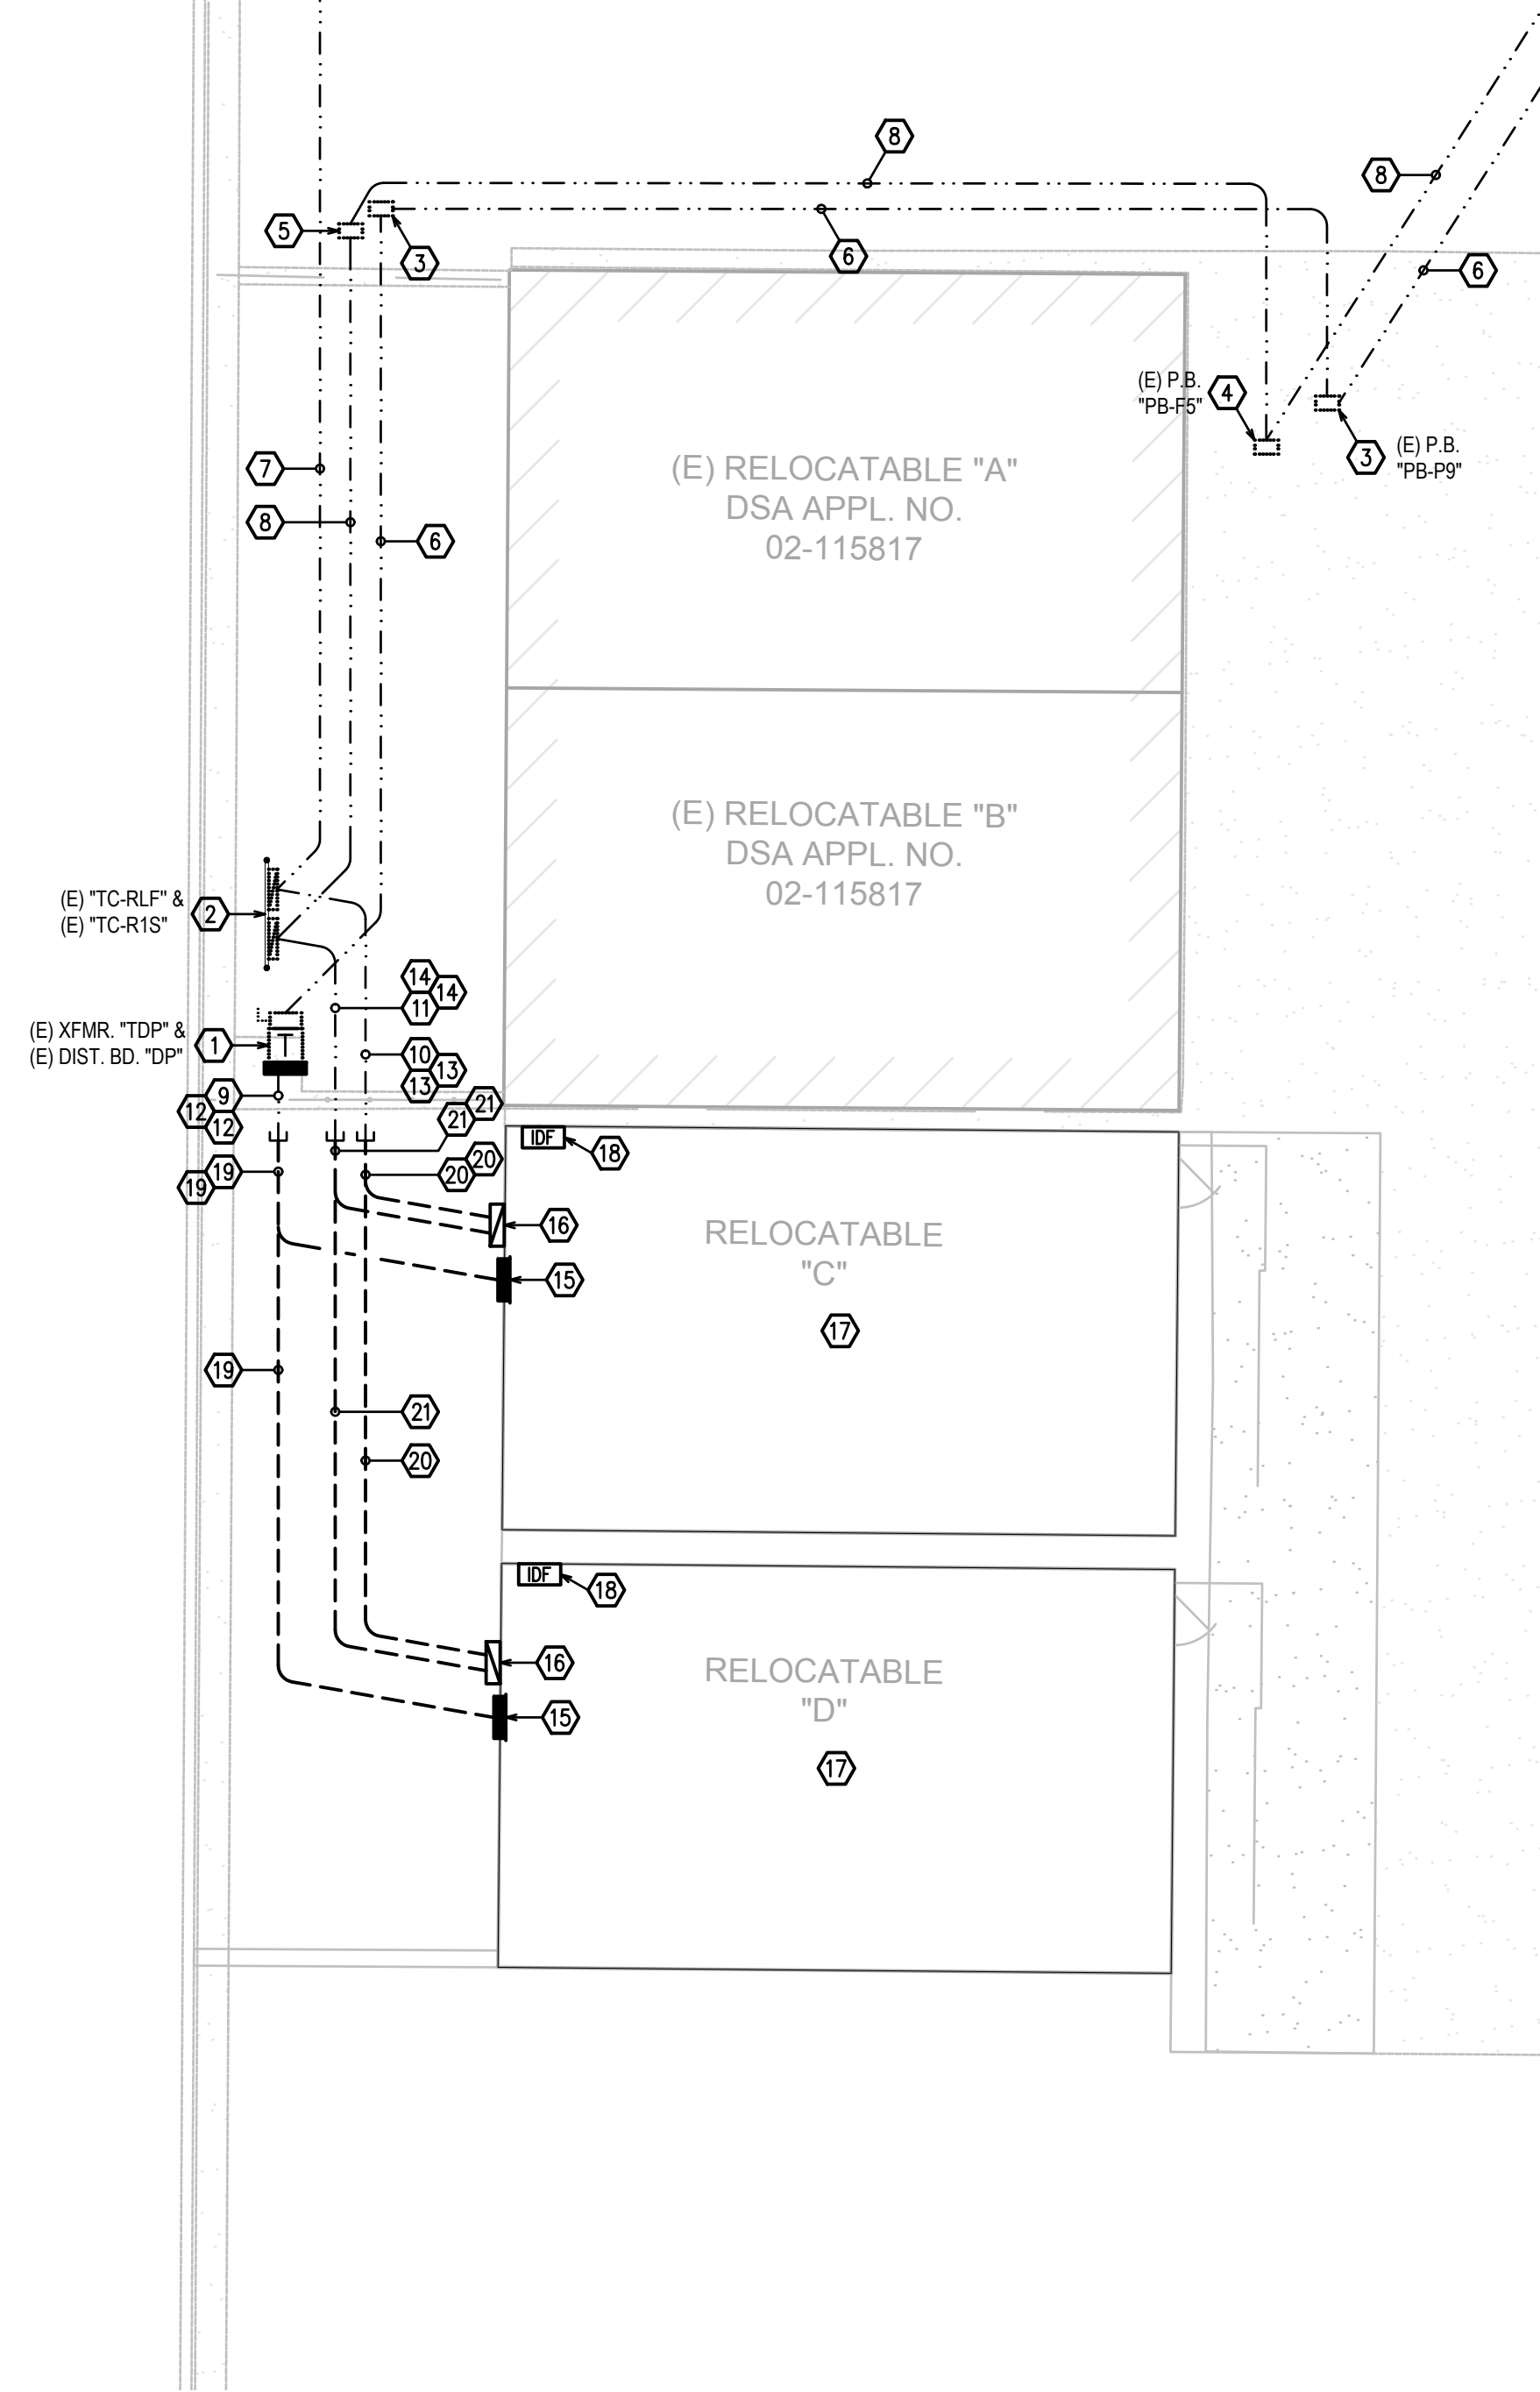 8
8
5
3
6
6
(E) P.B.
"PB-F5"
4
3
(E) P.B.
"PB-P9"
7
8
6
(E) RELOCATABLE "A"
DSA APPL. NO.
02-115817
(E) RELOCATABLE "B"
DSA APPL. NO.
02-115817
(E) "TC-RLF" &
(E) "TC-R1S"
2
14
14
11
(E) XFMR. "TDP" &
(E) DIST. BD. "DP"
1
T
10
13
13
9
12
12
21
21
20
20
19
19
IDF
18
16
15
RELOCATABLE
"C"
17
19
21
20
IDF
18
16
15
RELOCATABLE
"D"
17